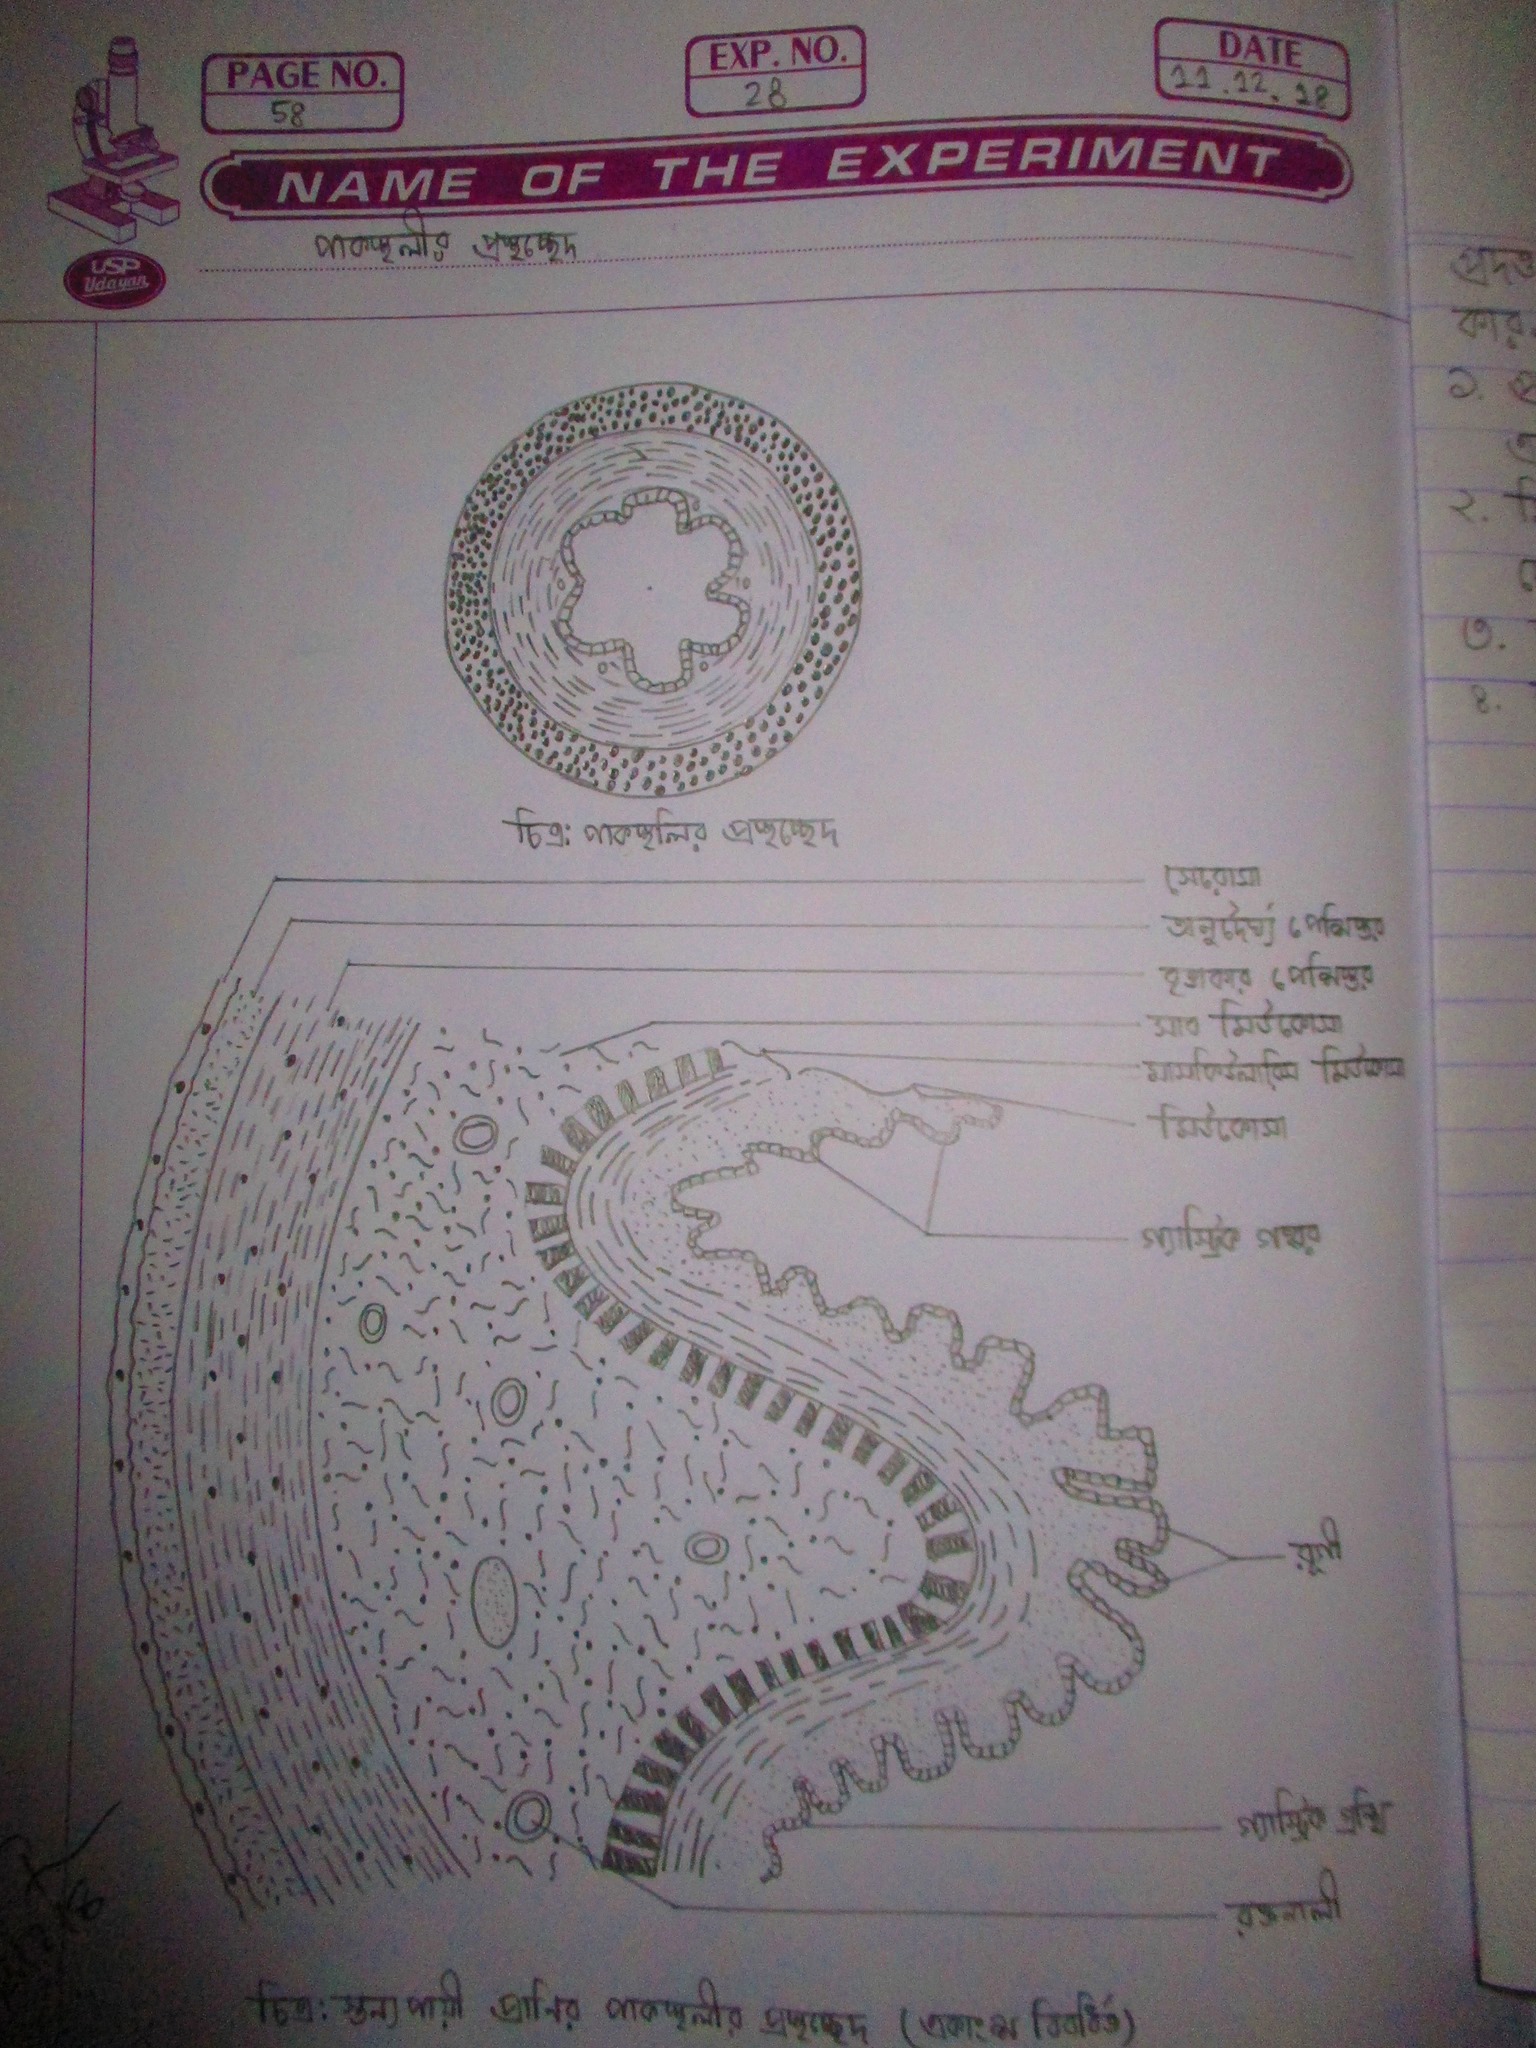 PAGE NO.
58
EXP. NO.
28
DATE
11.12.18
NAME OF THE EXPERIMENT
USP
Udayan
পাকস্থলীর প্রস্থচ্ছেদ
চিত্র: পাকস্থলির প্রস্থচ্ছেদ
সেরোসা
অনুদৈর্ঘ্য পেশিস্তর
বৃত্তাকার পেশিস্তর
সাব মিউকোসা
মাসকিউলারিস মিউকোসা
মিউকোসা
গ্যাস্ট্রিক গহ্বর
রুগী
গ্যাস্ট্রিক গ্রন্থি
রক্তনালী
চিত্র: স্তন্যপায়ী প্রানির পাকস্থলীর প্রস্থচ্ছেদ (একাংশ বিবর্ধিত)
প্রদত্ত
কার
১.
২.
৩.
৪.